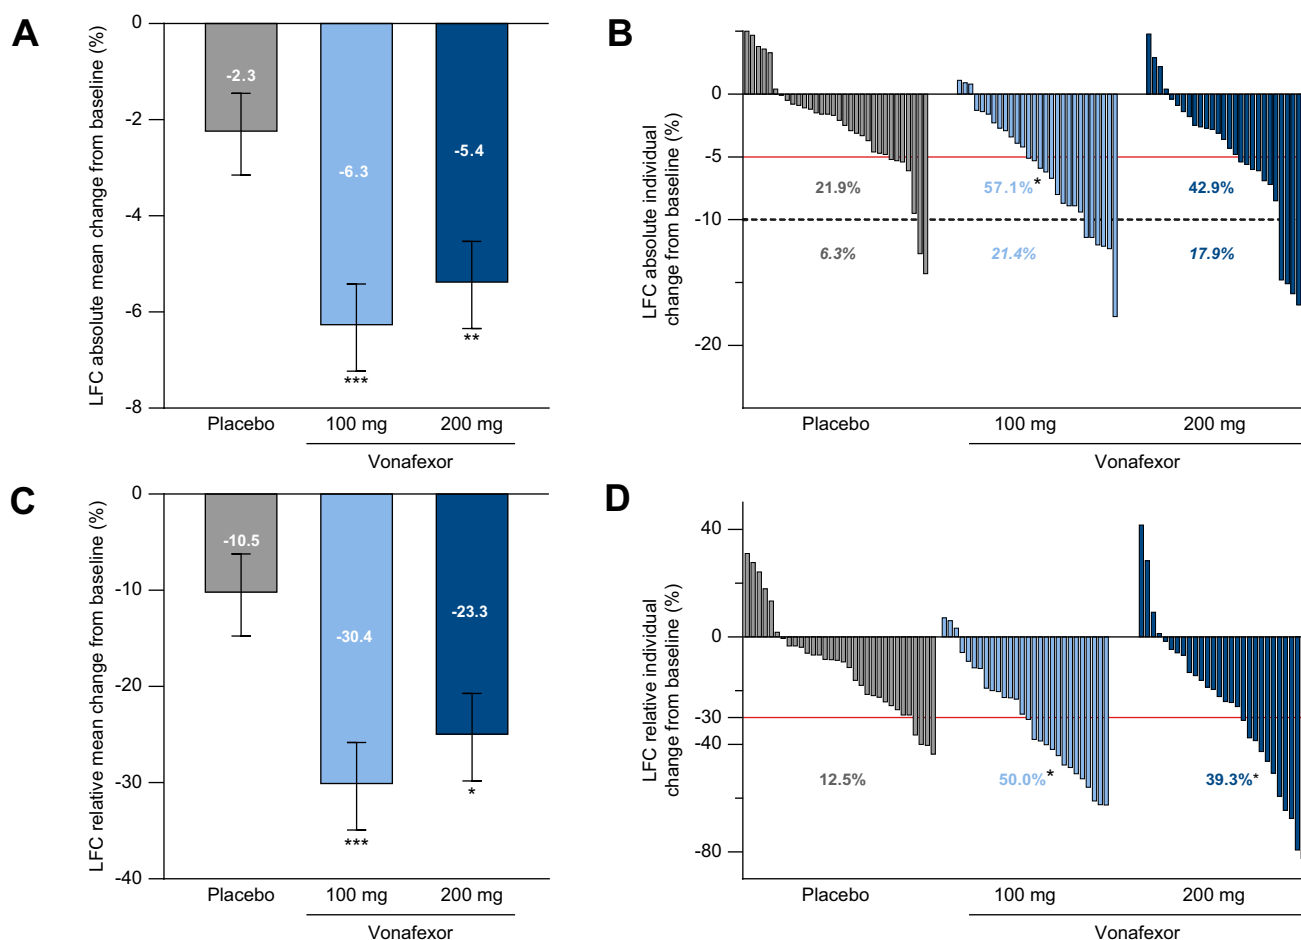 A
LFC absolute mean change from baseline (%)
0
-2
-4
-6
-8
-2.3
-6.3
-5.4
***
**
Placebo
100 mg
200 mg
Vonafexor
B
LFC absolute individual
change from baseline (%)
0
-5
-10
-20
21.9%
57.1%*
42.9%
6.3%
21.4%
17.9%
Placebo
100 mg
200 mg
Vonafexor
C
LFC relative mean change from baseline (%)
0
-10
-20
-30
-40
-10.5
-30.4
-23.3
***
*
Placebo
100 mg
200 mg
Vonafexor
D
LFC relative individual
change from baseline (%)
40
0
-30
-40
-80
12.5%
50.0%*
39.3%*
Placebo
100 mg
200 mg
Vonafexor